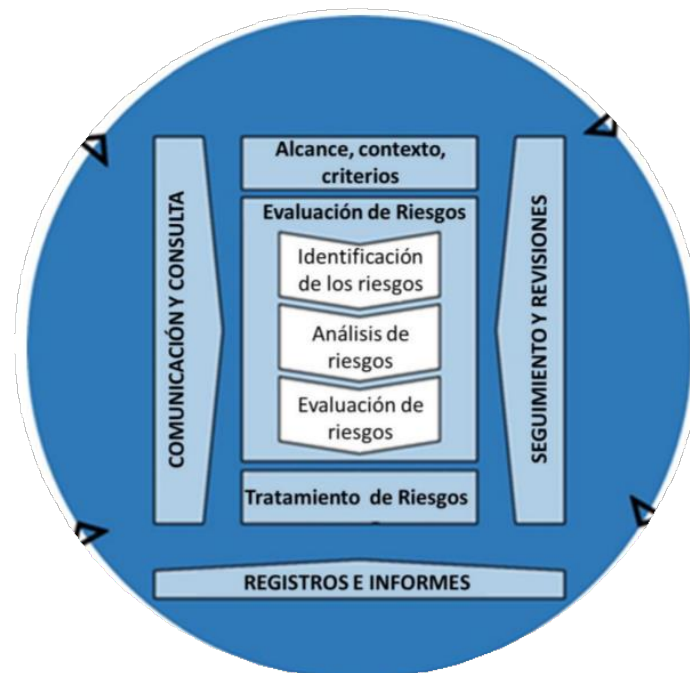 Alcance, contexto,
criterios
Evaluación de Riesgos
Identificación
de los riesgos
Análisis de
riesgos
Evaluación de
riesgos
Tratamiento de Riesgos
COMUNICACIÓN Y CONSULTA
SEGUIMIENTO Y REVISIONES
REGISTROS E INFORMES